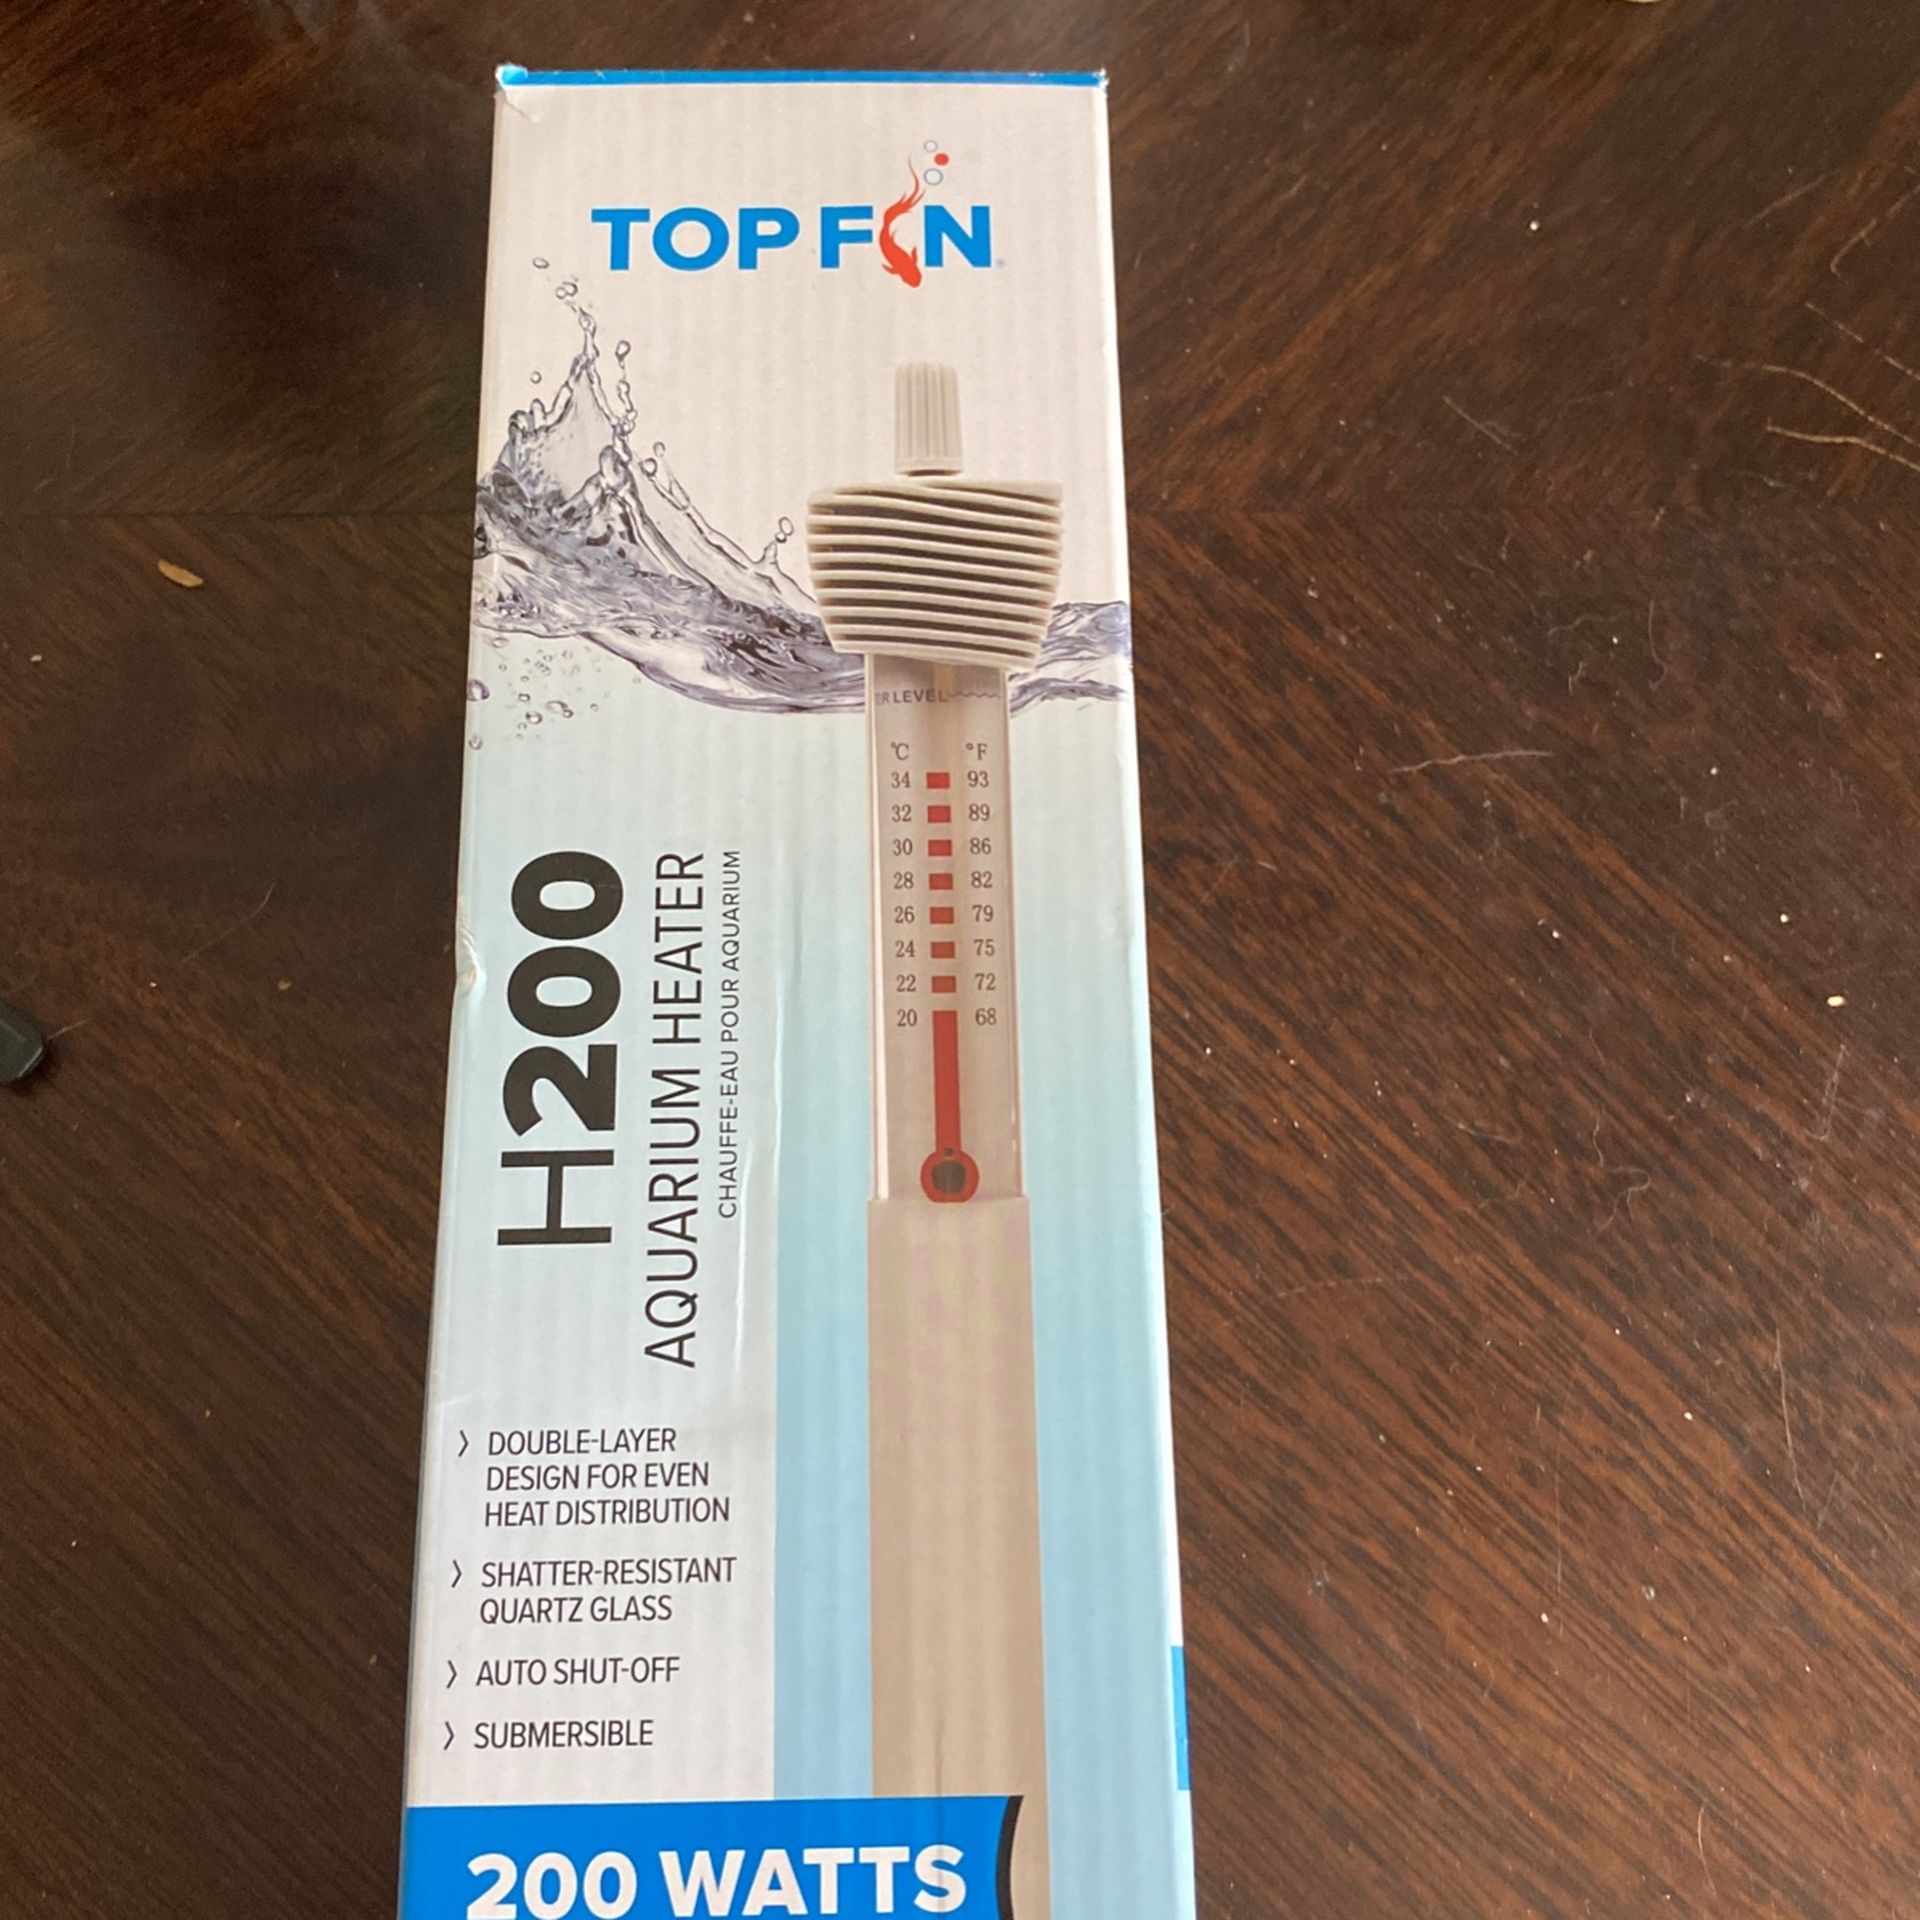 TOP FIN
ER LEVEL
°C °F
34 93
32 89
30 86
28 82
26 79
24 75
22 72
20 68
H200
AQUARIUM HEATER
CHAUFFE-EAU POUR AQUARIUM
> DOUBLE-LAYER
DESIGN FOR EVEN
HEAT DISTRIBUTION
> SHATTER-RESISTANT
QUARTZ GLASS
> AUTO SHUT-OFF
> SUBMERSIBLE
200 WATTS